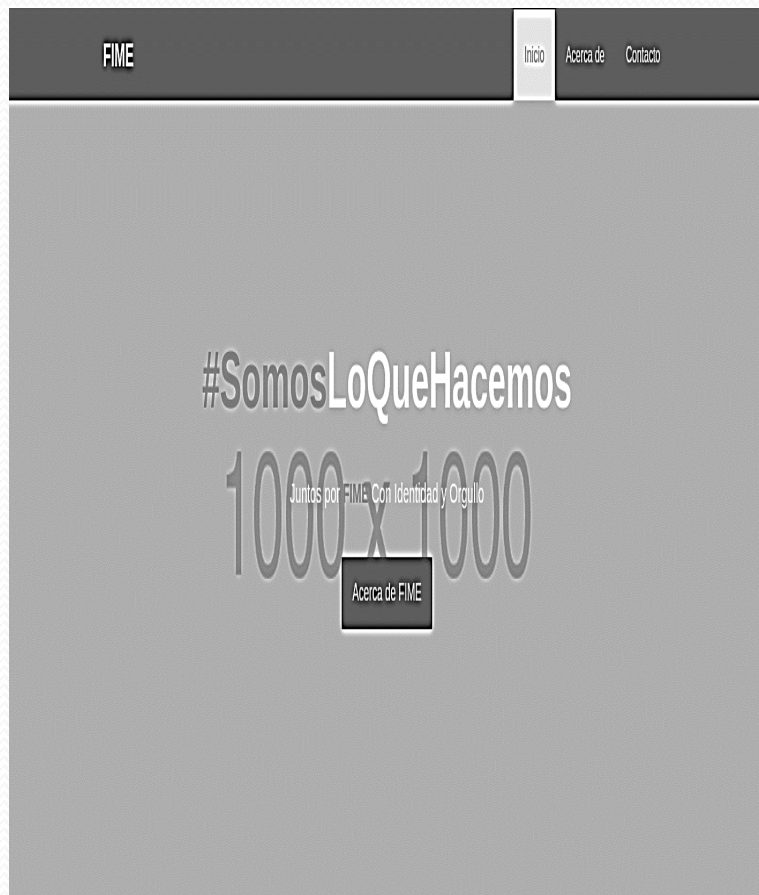 FIME
Inicio Acerca de Contacto
#SomosLoQueHacemos
1000 x 1000
Juntos por FIME Con Identidad y Orgullo
Acerca de FIME